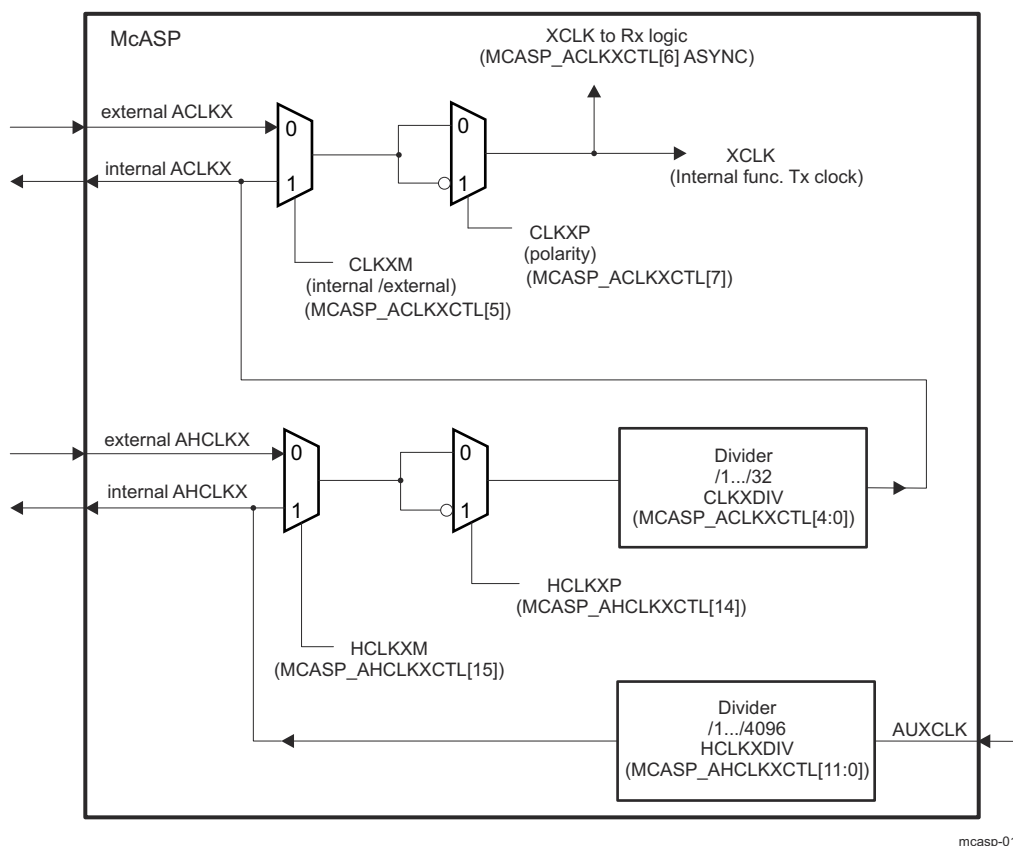 McASP
XCLK to Rx logic
(MCASP_ACLKXCTL[6] ASYNC)
external ACLKX
0
0
internal ACLKX
1
1
XCLK
(Internal func. Tx clock)
CLKXP
(polarity)
(MCASP_ACLKXCTL[7])
CLKXM
(internal /external)
(MCASP_ACLKXCTL[5])
external AHCLKX
0
0
internal AHCLKX
1
1
Divider
/1.../32
CLKXDIV
(MCASP_ACLKXCTL[4:0])
HCLKXP
(MCASP_AHCLKXCTL[14])
HCLKXM
(MCASP_AHCLKXCTL[15])
Divider
/1.../4096
HCLKXDIV
(MCASP_AHCLKXCTL[11:0])
AUXCLK
mcasp-01